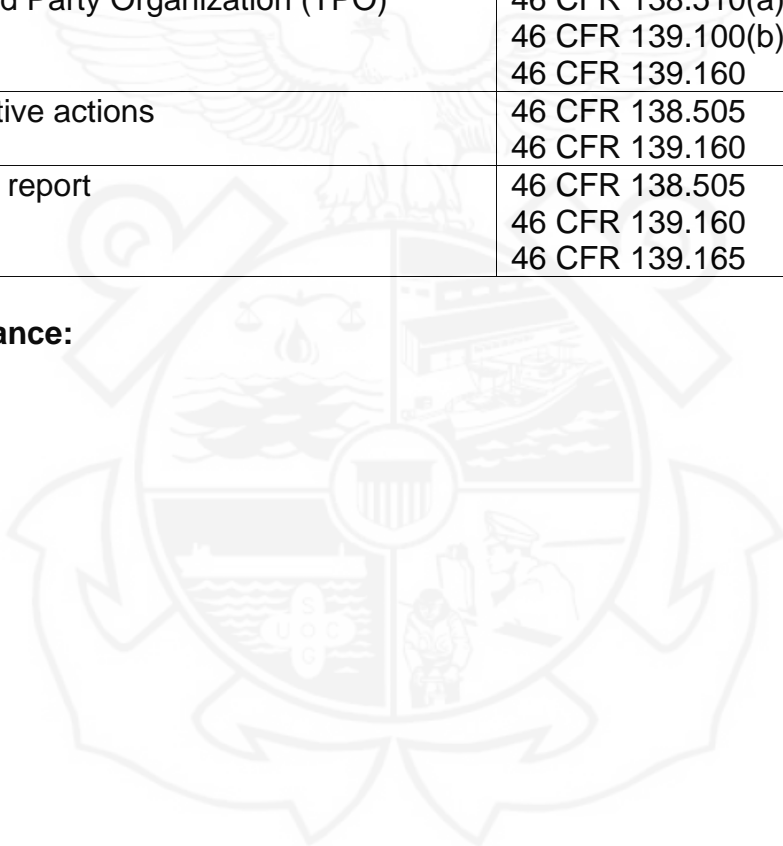 d Party Organization (TPO) 46 CFR 138.510(a)
46 CFR 139.100(b)
46 CFR 139.160
tive actions 46 CFR 138.505
46 CFR 139.160
report 46 CFR 138.505
46 CFR 139.160
46 CFR 139.165
ance:
S
U O C
G